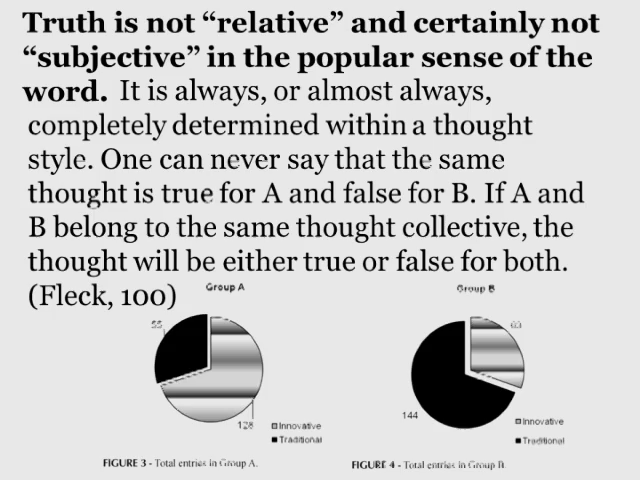 Truth is not “relative” and certainly not
“subjective” in the popular sense of the
word. It is always, or almost always,
completely determined within a thought
style. One can never say that the same
thought is true for A and false for B. If A and
B belong to the same thought collective, the
thought will be either true or false for both.
(Fleck, 100)
Group A
Group B
55
128
Innovative
Traditional
144
Innovative
Traditional
FIGURE 3 - Total entries in Group A.
FIGURE 4 - Total entries in Group B.